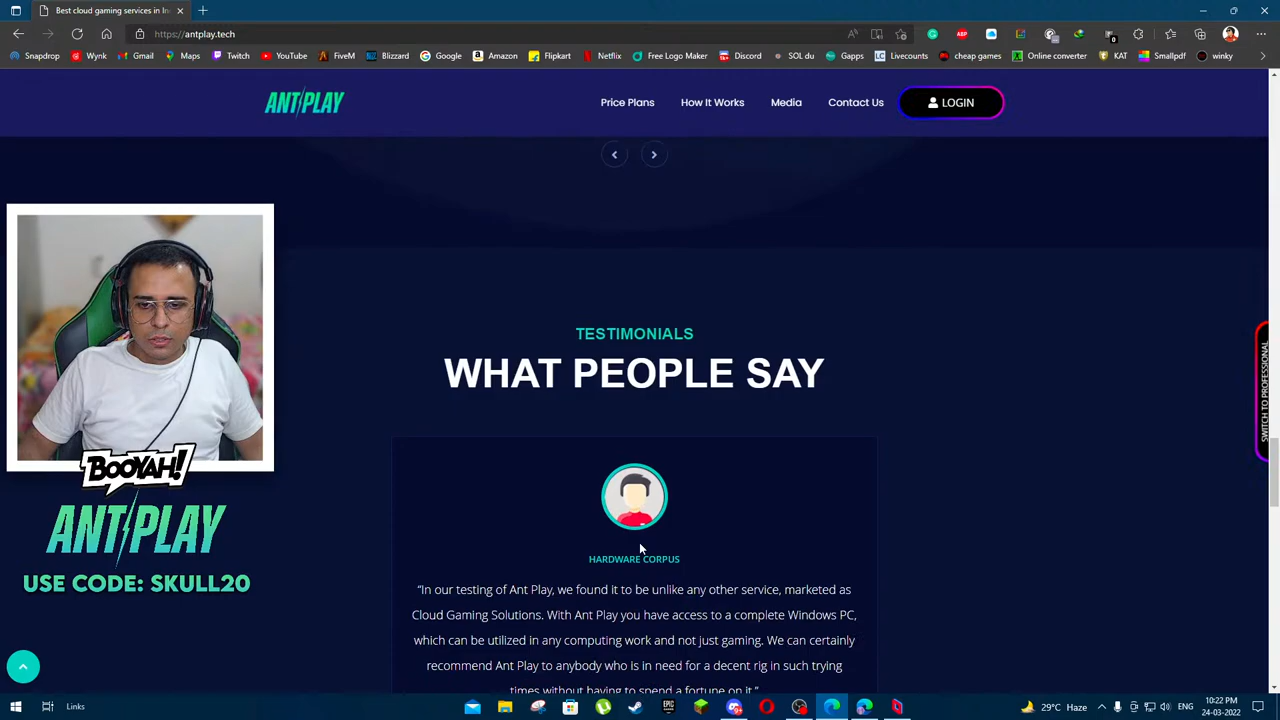 Best cloud gaming services in In
https://antplay.tech
Snapdrop
Wynk
Gmail
Maps
Twitch
YouTube
FiveM
Blizzard
Google
Amazon
Flipkart
Netflix
Free Logo Maker
Discord
SOL du
Gapps
Livecounts
cheap games
Online converter
KAT
Smallpdf
winky
ANT PLAY
Price Plans
How It Works
Media
Contact Us
LOGIN
TESTIMONIALS
WHAT PEOPLE SAY
SWITCH TO PROFESSIONAL
BOOYAH!
ANT PLAY
USE CODE: SKULL20
HARDWARE CORPUS
“In our testing of Ant Play, we found it to be unlike any other service, marketed as
Cloud Gaming Solutions. With Ant Play you have access to a complete Windows PC,
which can be utilized in any computing work and not just gaming. We can certainly
recommend Ant Play to anybody who is in need for a decent rig in such trying
times without having to spend a fortune on it.”
Links
29°C Haze
ENG
10:22 PM
24-03-2022